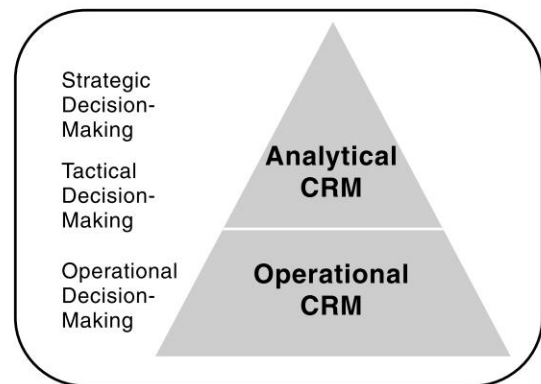 Strategic
Decision-
Making
Tactical
Decision-
Making
Operational
Decision-
Making
Analytical
CRM
Operational
CRM